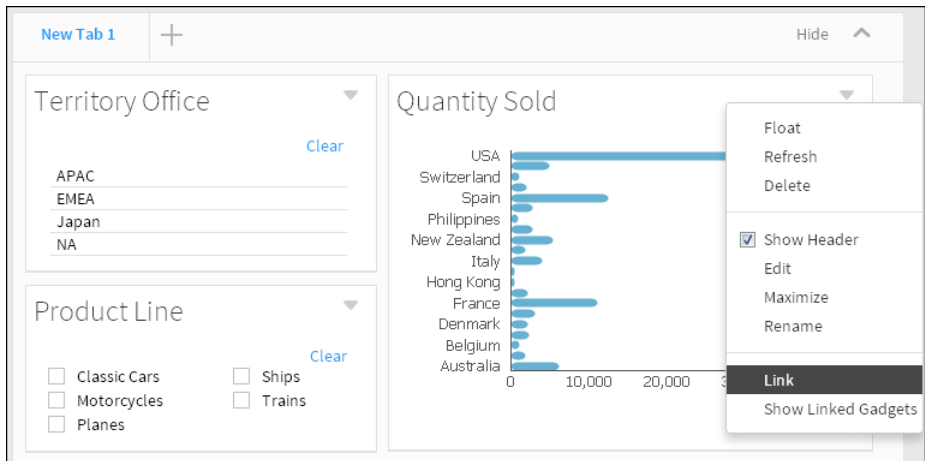 New Tab 1
Hide
Territory Office
Clear
APAC
EMEA
Japan
NA
Product Line
Clear
Classic Cars
Ships
Motorcycles
Trains
Planes
Quantity Sold
USA
Switzerland
Spain
Philippines
New Zealand
Italy
Hong Kong
France
Denmark
Belgium
Australia
0 10,000 20,000
Float
Refresh
Delete
Show Header
Edit
Maximize
Rename
Link
Show Linked Gadgets